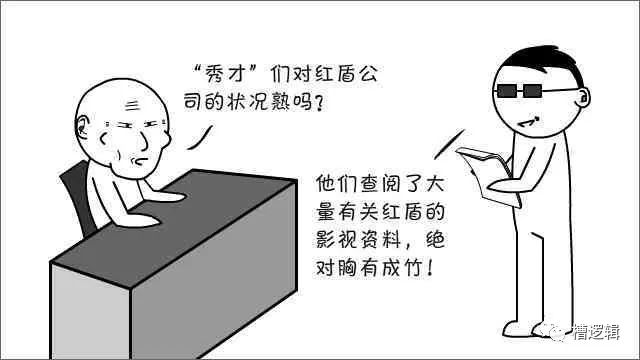 “秀才”们对红盾公
司的状况熟吗？
他们查阅了大
量有关红盾的
影视资料，绝
对胸有成竹！
槽逻辑